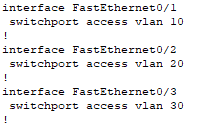 interface FastEthernet0/1
 switchport access vlan 10
!
interface FastEthernet0/2
 switchport access vlan 20
!
interface FastEthernet0/3
 switchport access vlan 30
!